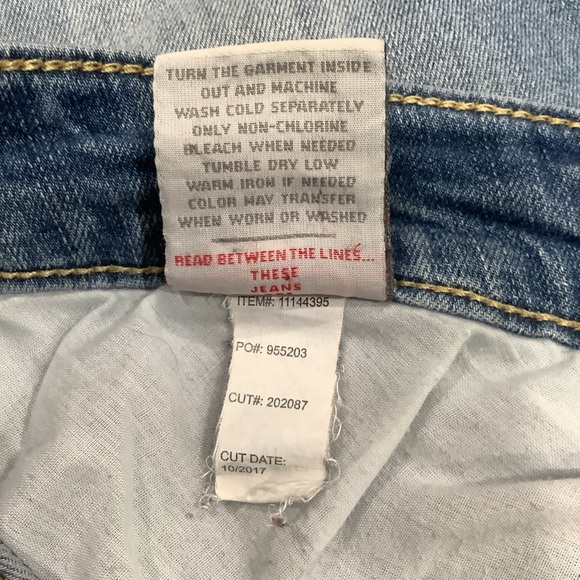 TURN THE GARMENT INSIDE
OUT AND MACHINE
WASH COLD SEPARATELY
ONLY NON-CHLORINE
BLEACH WHEN NEEDED
TUMBLE DRY LOW
WARM IRON IF NEEDED
COLOR MAY TRANSFER
WHEN WORN OR WASHED
READ BETWEEN THE LINES...
THESE
JEANS
ITEM#: 11144395
PO#: 955203
CUT#: 202087
CUT DATE:
10/2017